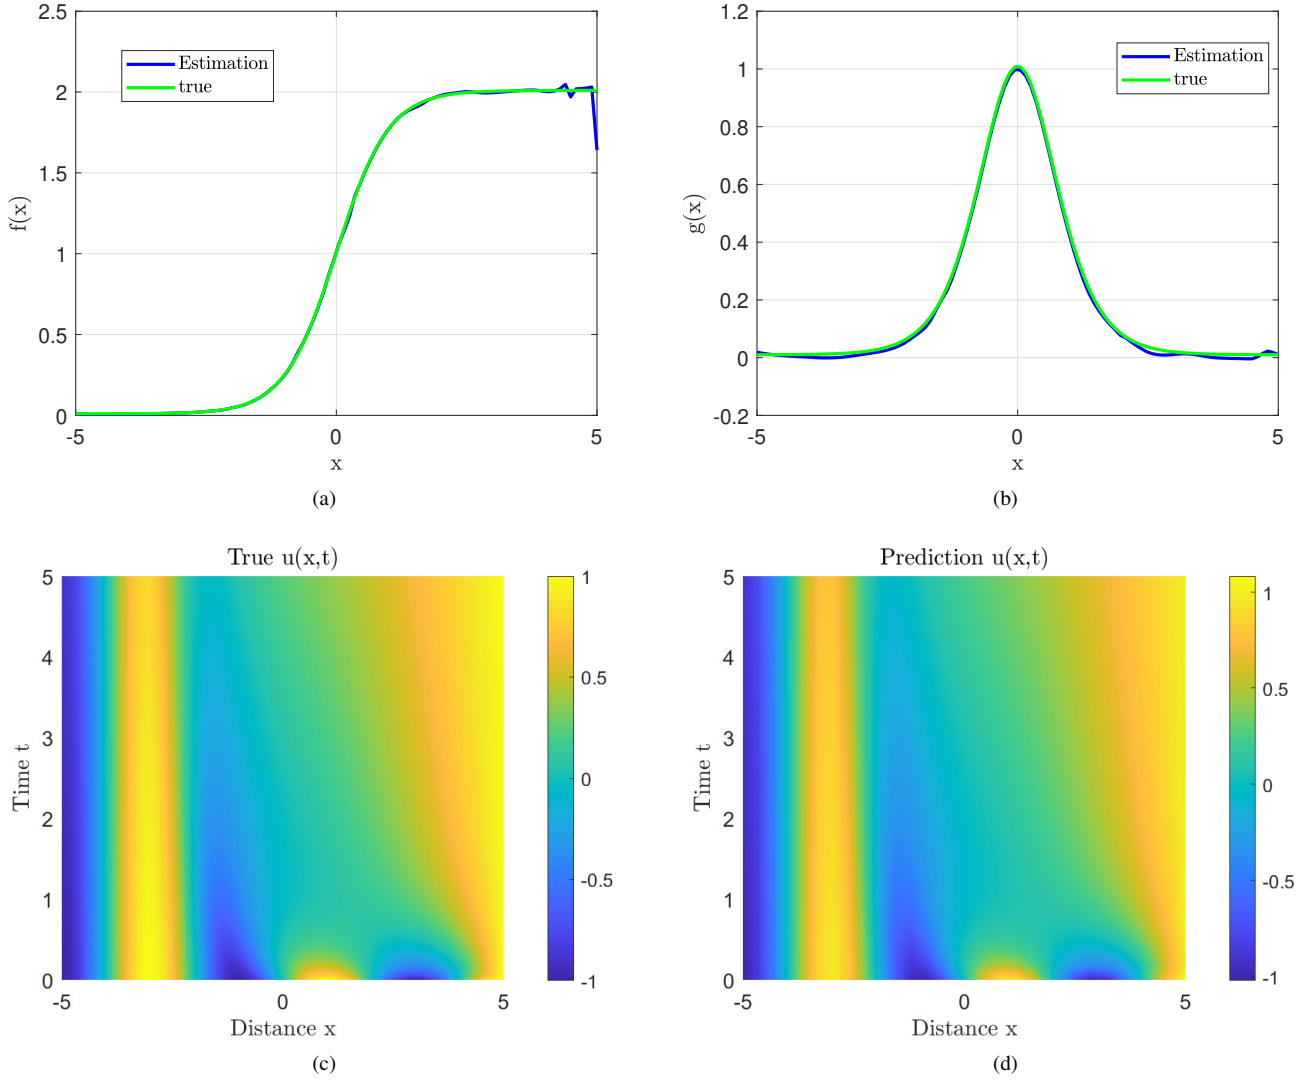 2.5
2
1.5
1
0.5
0
-5
0
5
f(x)
x
Estimation
true
(a)
1.2
1
0.8
0.6
0.4
0.2
0
-0.2
-5
0
5
g(x)
x
Estimation
true
(b)
True u(x,t)
5
4
3
2
1
0
-5
0
5
Time t
Distance x
1
0.5
0
-0.5
-1
(c)
Prediction u(x,t)
5
4
3
2
1
0
-5
0
5
Time t
Distance x
1
0.5
0
-0.5
-1
(d)